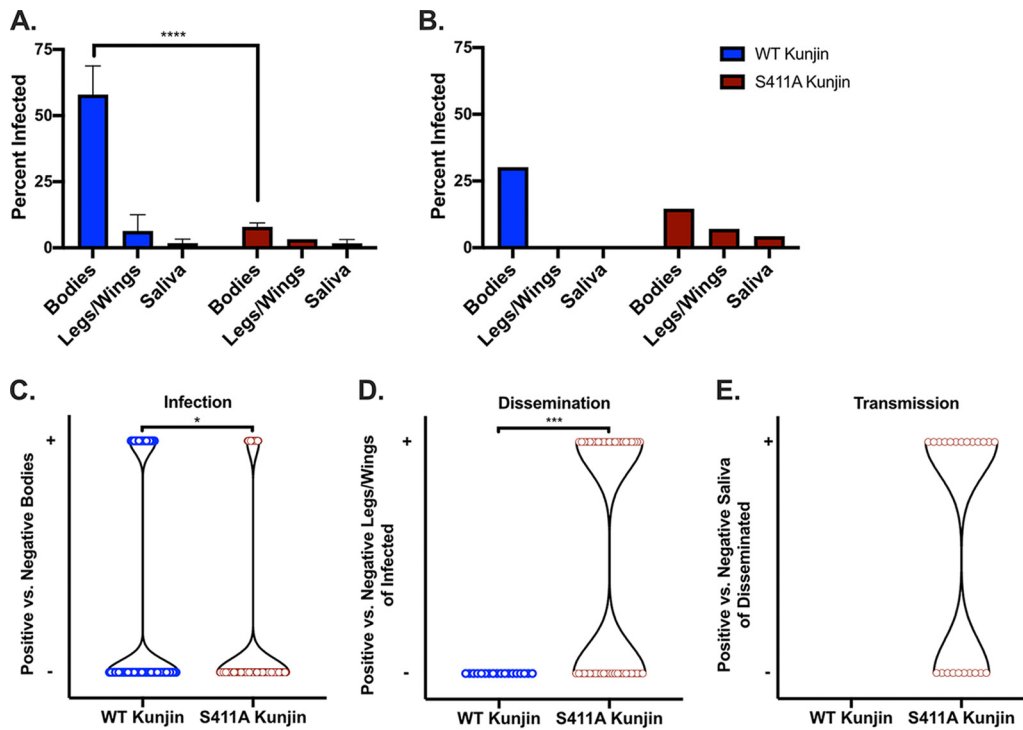 A.
****
75
50
25
0
Percent Infected
Bodies
Legs/Wings
Saliva
Bodies
Legs/Wings
Saliva
B.
75
50
25
0
Percent Infected
Bodies
Legs/Wings
Saliva
Bodies
Legs/Wings
Saliva
WT Kunjin
S411A Kunjin
C.
Infection
*
+
-
Positive vs. Negative Bodies
WT Kunjin
S411A Kunjin
D.
Dissemination
***
+
-
Positive vs. Negative Legs/Wings
of Infected
WT Kunjin
S411A Kunjin
E.
Transmission
+
-
Positive vs. Negative Saliva
of Disseminated
WT Kunjin
S411A Kunjin